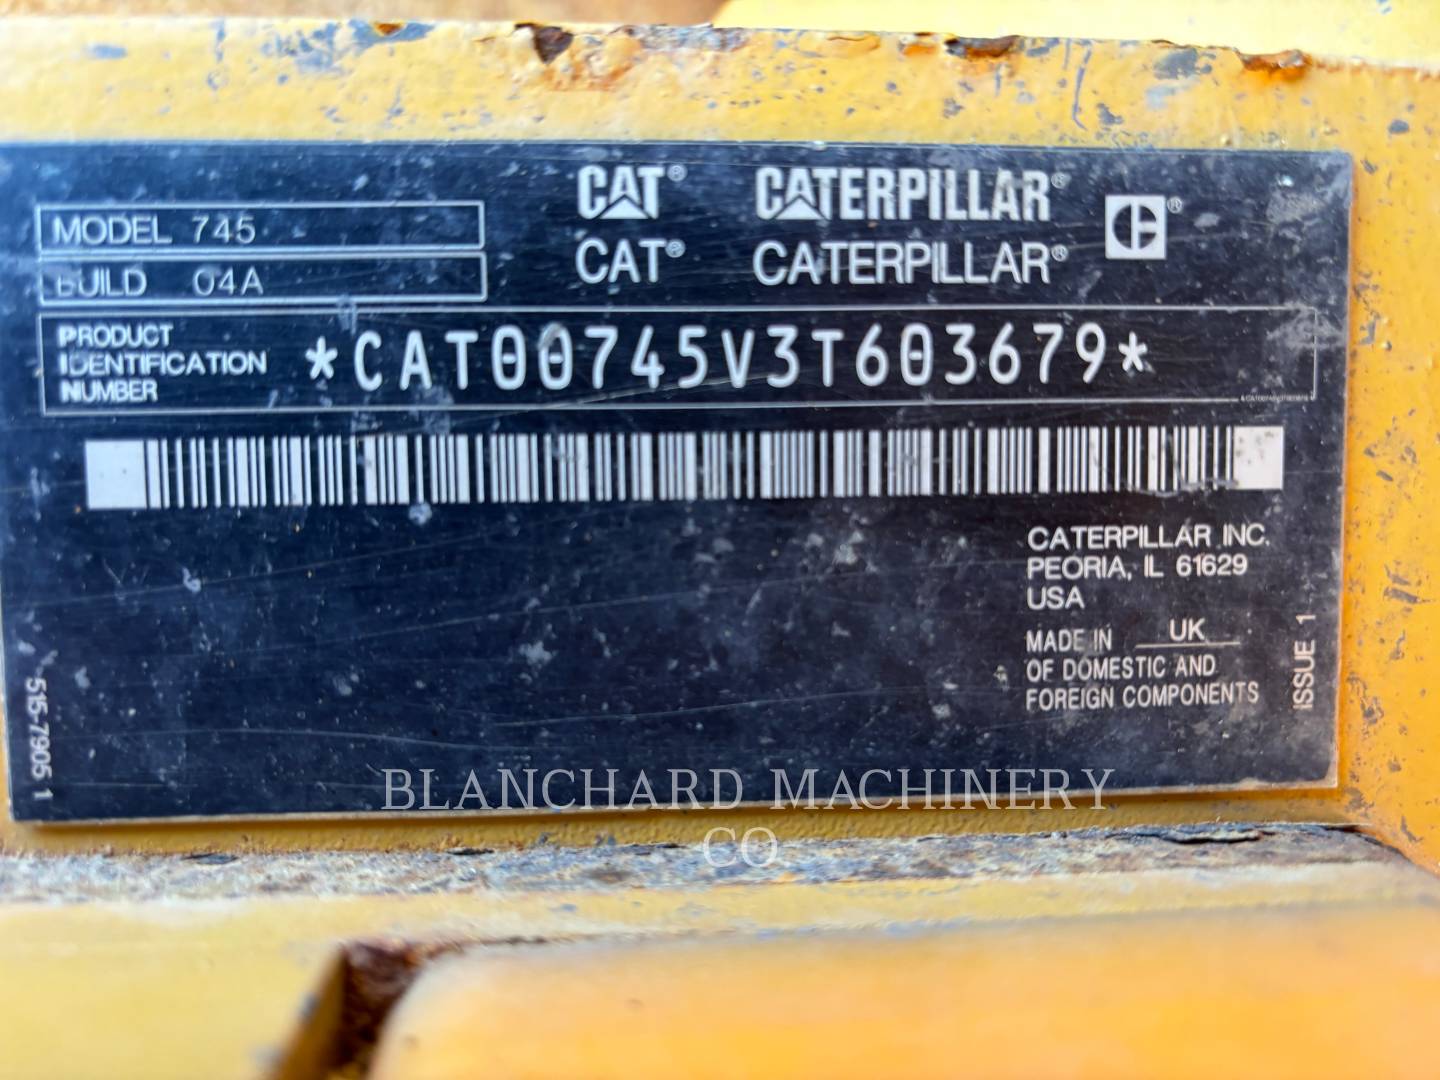 CAT® CATERPILLAR®
CAT® CATERPILLAR®
MODEL 745
BUILD 04A
PRODUCT
IDENTIFICATION
NUMBER
*CAT00745V3T603679*
CATERPILLAR INC.
PEORIA, IL 61629
USA
MADE IN UK
OF DOMESTIC AND
FOREIGN COMPONENTS
ISSUE 1
515-7905 1
BLANCHARD MACHINERY
CO